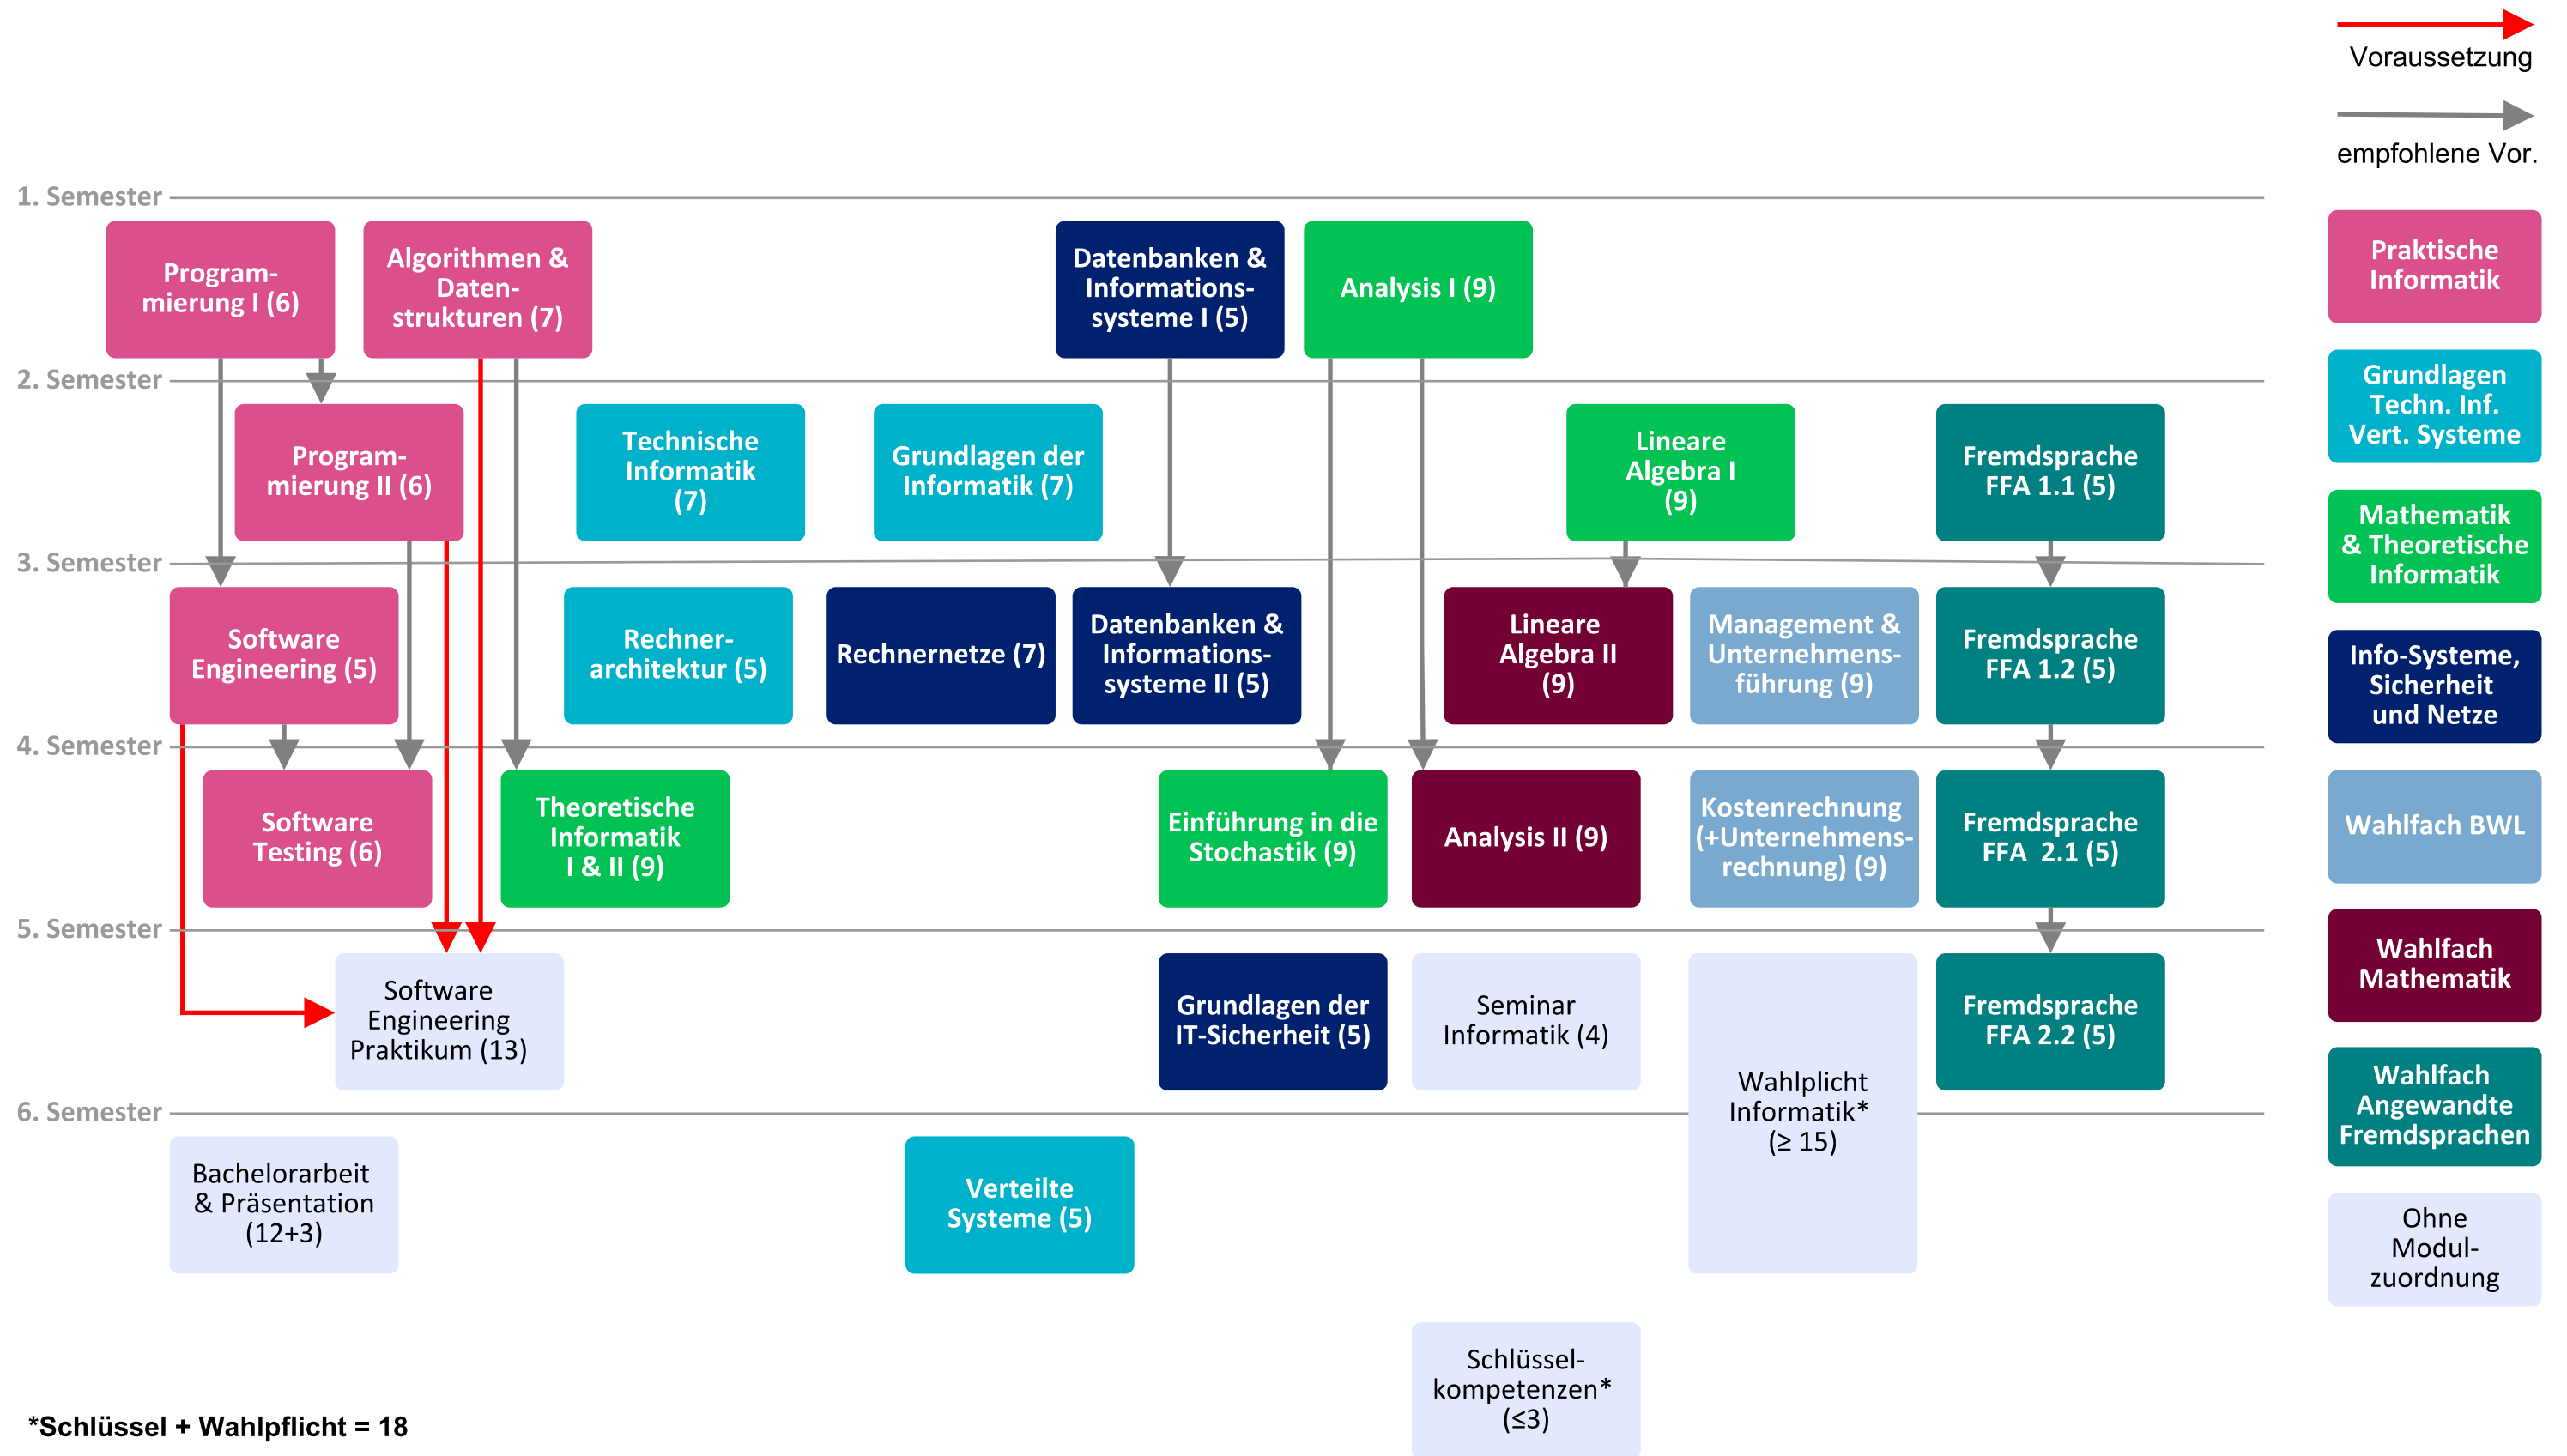 Voraussetzung
empfohlene Vor.
1. Semester
Program-
mierung I (6)
Algorithmen &
Daten-
strukturen (7)
Datenbanken &
Informations-
systeme I (5)
Analysis I (9)
2. Semester
Program-
mierung II (6)
Technische
Informatik
(7)
Grundlagen der
Informatik (7)
Lineare
Algebra I
(9)
Fremdsprache
FFA 1.1 (5)
3. Semester
Software
Engineering (5)
Rechner-
architektur (5)
Rechnernetze (7)
Datenbanken &
Informations-
systeme II (5)
Lineare
Algebra II
(9)
Management &
Unternehmens-
führung (9)
Fremdsprache
FFA 1.2 (5)
4. Semester
Software
Testing (6)
Theoretische
Informatik
I & II (9)
Einführung in die
Stochastik (9)
Analysis II (9)
Kostenrechnung
(+Unternehmens-
rechnung) (9)
Fremdsprache
FFA 2.1 (5)
5. Semester
Software
Engineering
Praktikum (13)
Grundlagen der
IT-Sicherheit (5)
Seminar
Informatik (4)
Wahlplicht
Informatik*
(≥ 15)
Fremdsprache
FFA 2.2 (5)
6. Semester
Bachelorarbeit
& Präsentation
(12+3)
Verteilte
Systeme (5)
Schlüssel-
kompetenzen*
(≤3)
*Schlüssel + Wahlpflicht = 18
Praktische
Informatik
Grundlagen
Techn. Inf.
Vert. Systeme
Mathematik
& Theoretische
Informatik
Info-Systeme,
Sicherheit
und Netze
Wahlfach BWL
Wahlfach
Mathematik
Wahlfach
Angewandte
Fremdsprachen
Ohne
Modul-
zuordnung